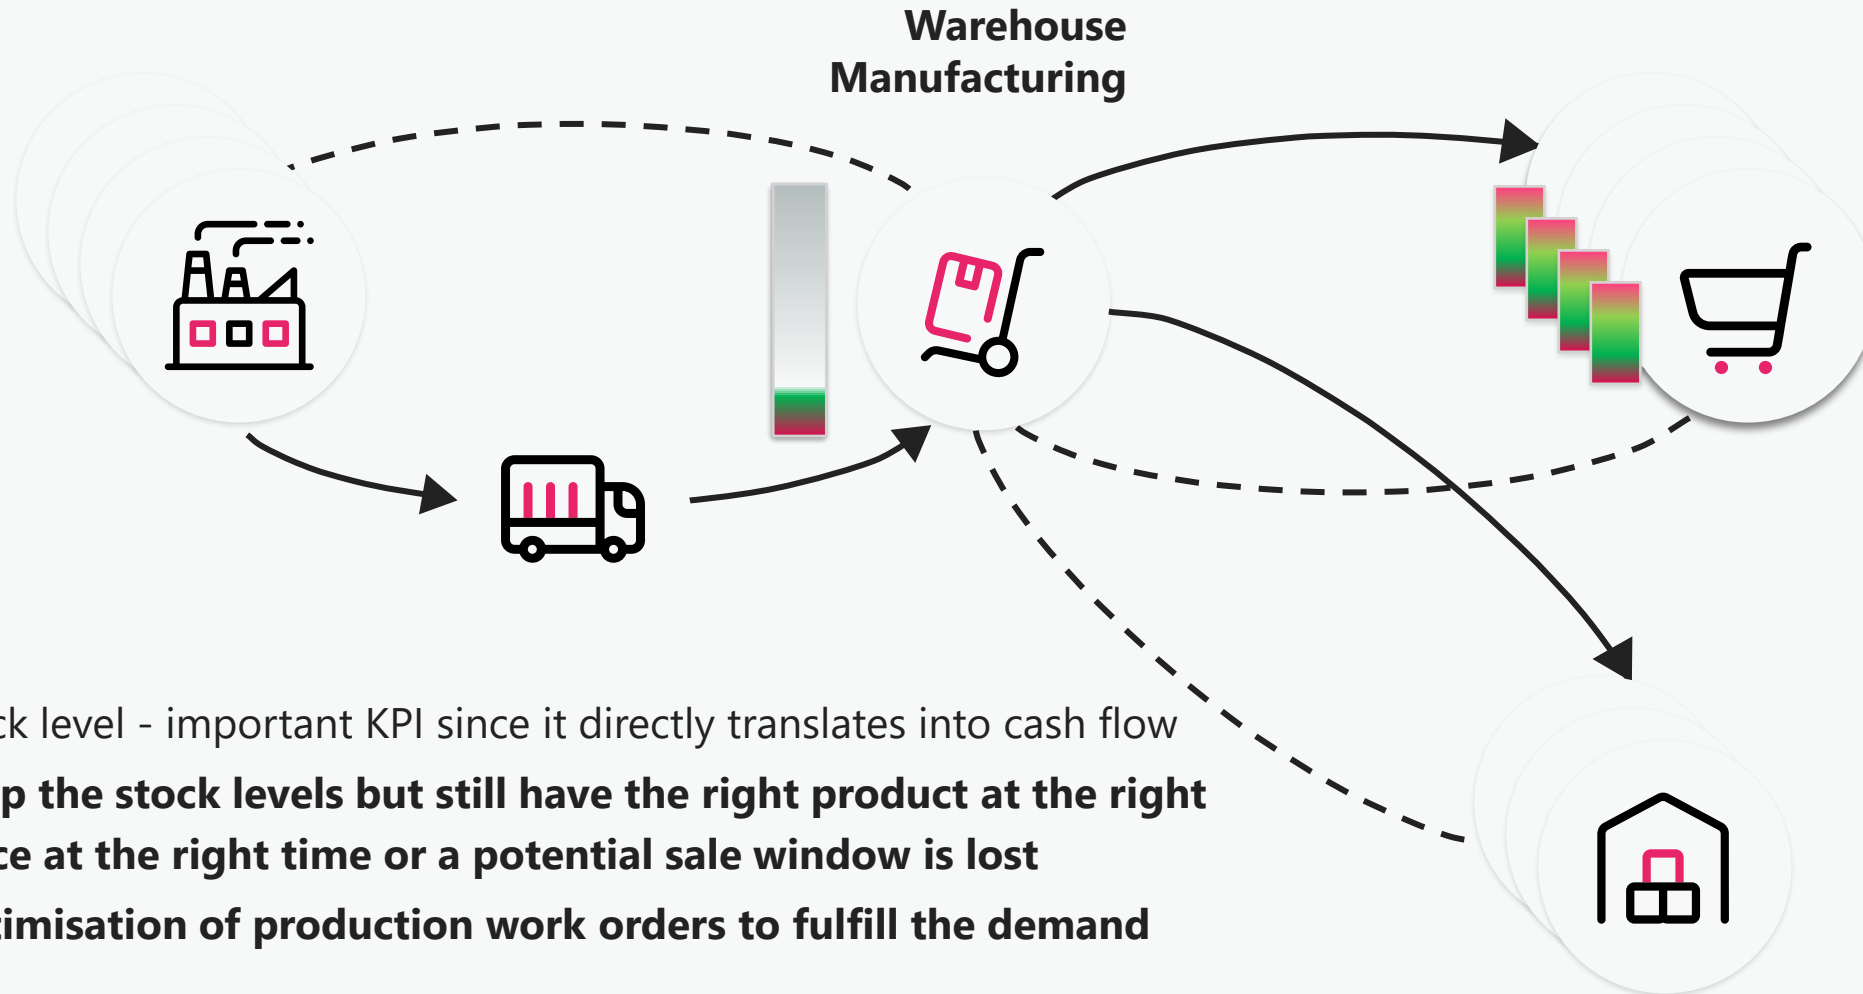 Warehouse
Manufacturing
ck level - important KPI since it directly translates into cash flow
p the stock levels but still have the right product at the right
ce at the right time or a potential sale window is lost
timisation of production work orders to fulfill the demand